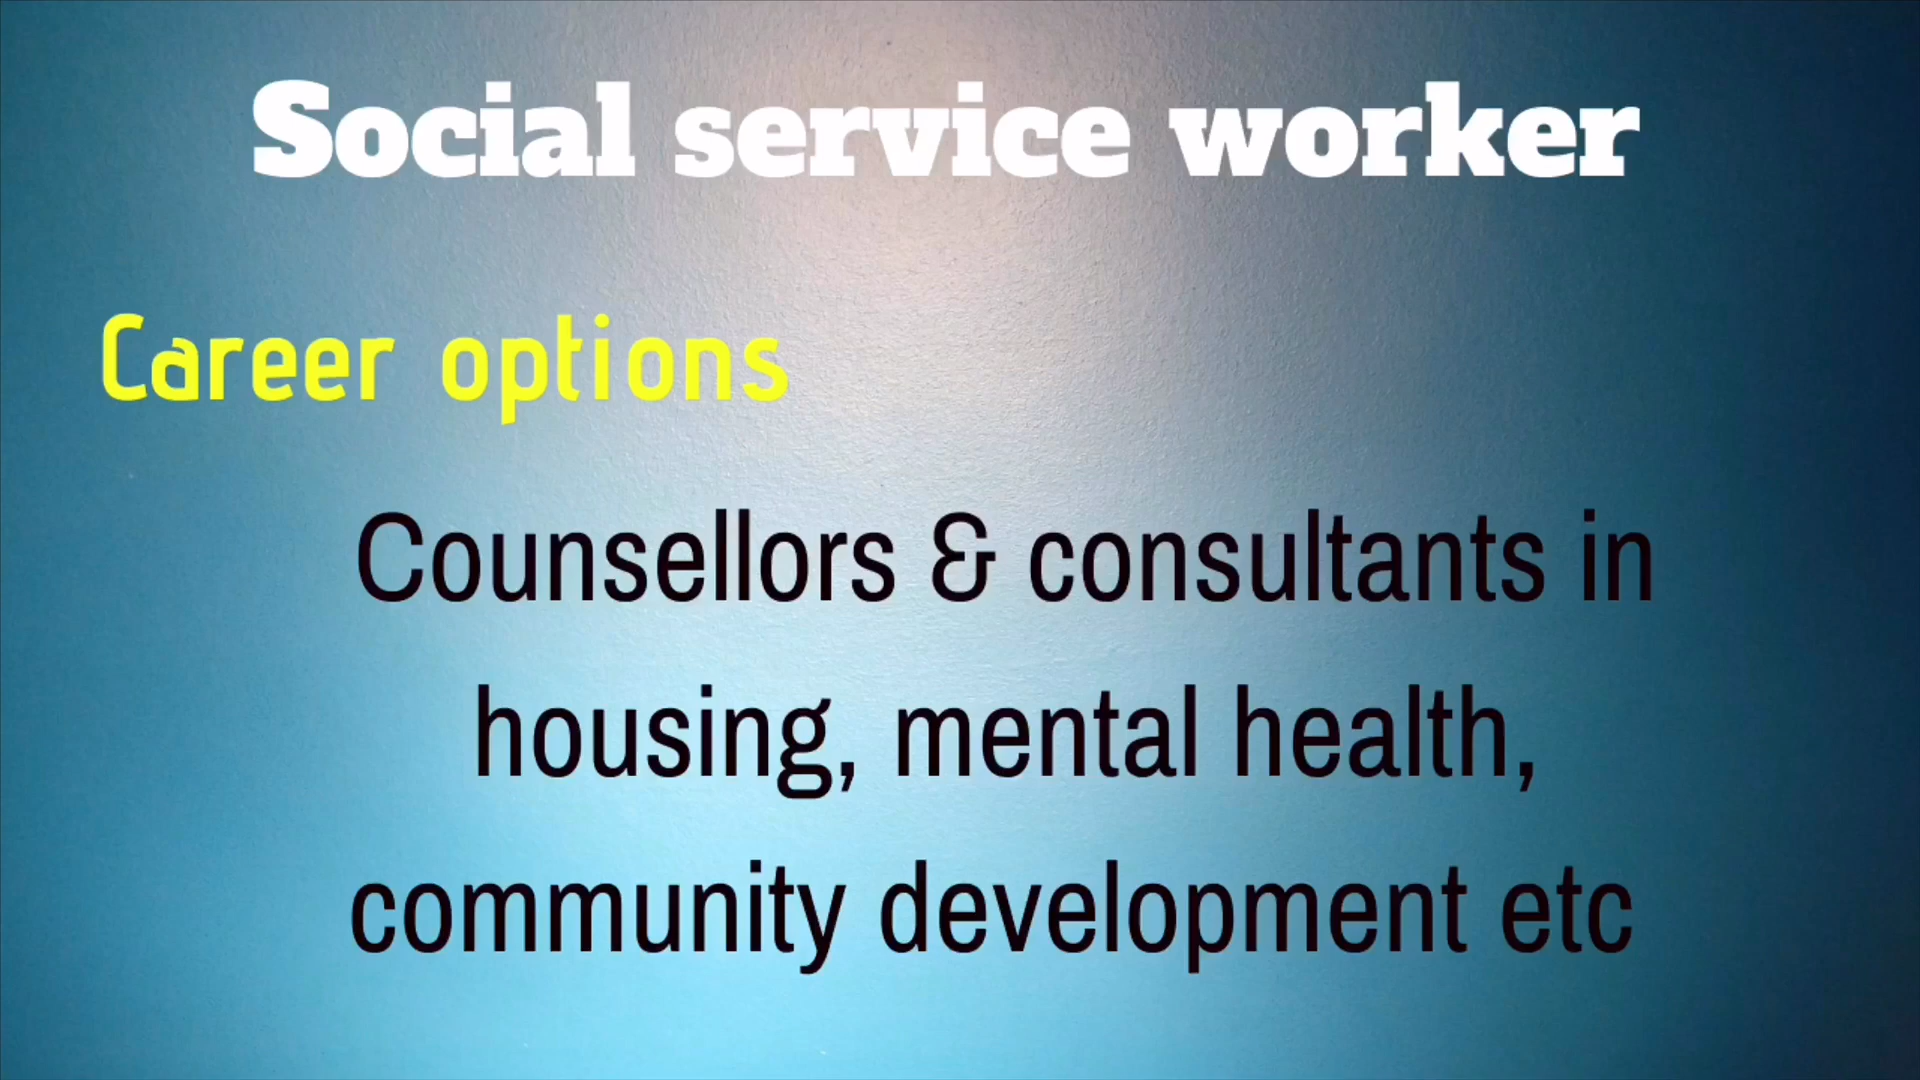 Social service worker
Career options
Counsellors & consultants in
housing, mental health,
community development etc